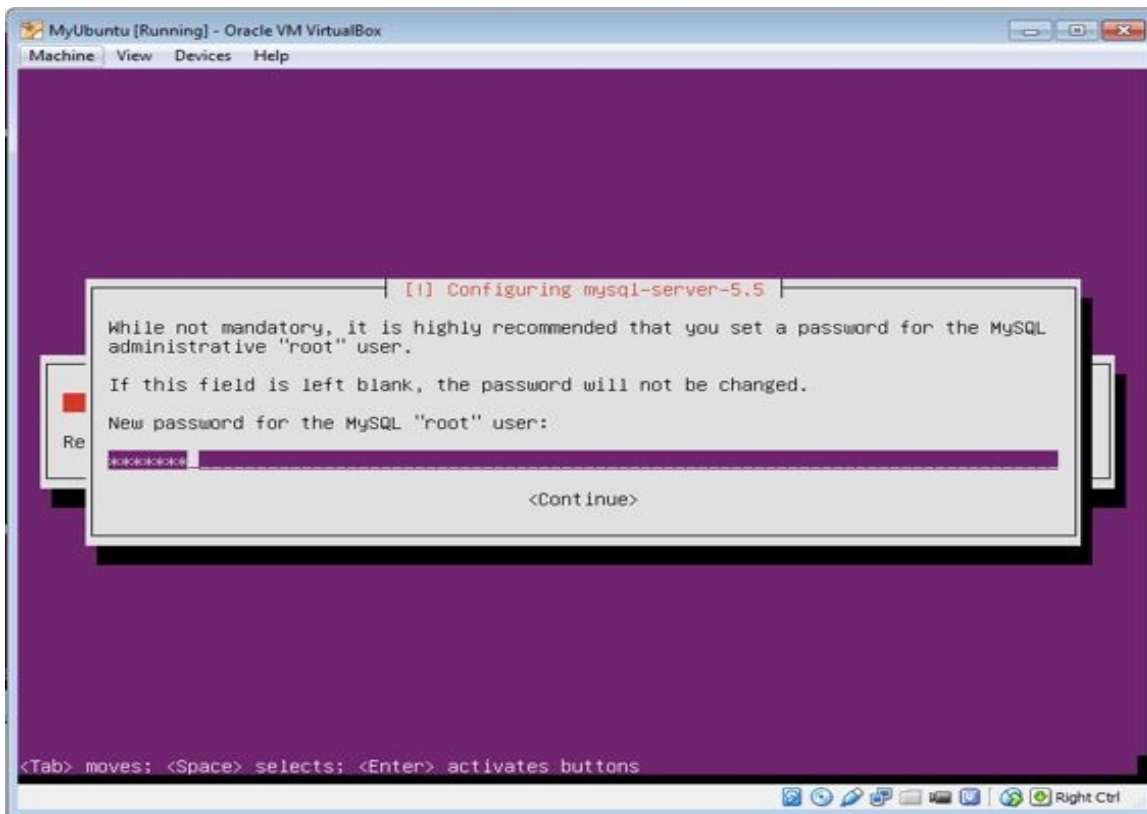 MyUbuntu [Running] - Oracle VM VirtualBox
Machine View Devices Help
[!] Configuring mysql-server-5.5
While not mandatory, it is highly recommended that you set a password for the MySQL
administrative "root" user.
If this field is left blank, the password will not be changed.
New password for the MySQL "root" user:
Re
*******
<Continue>
<Tab> moves; <Space> selects; <Enter> activates buttons
Right Ctrl